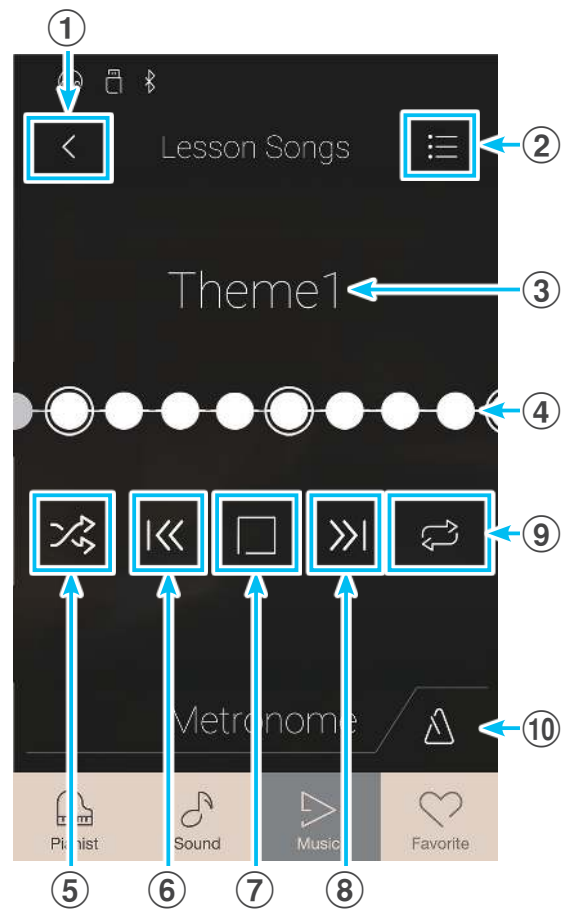 ①
Lesson Songs
②
Theme1
③
④
⑨
Metronome
⑩
Pianist
Sound
Music
Favorite
⑤
⑥
⑦
⑧